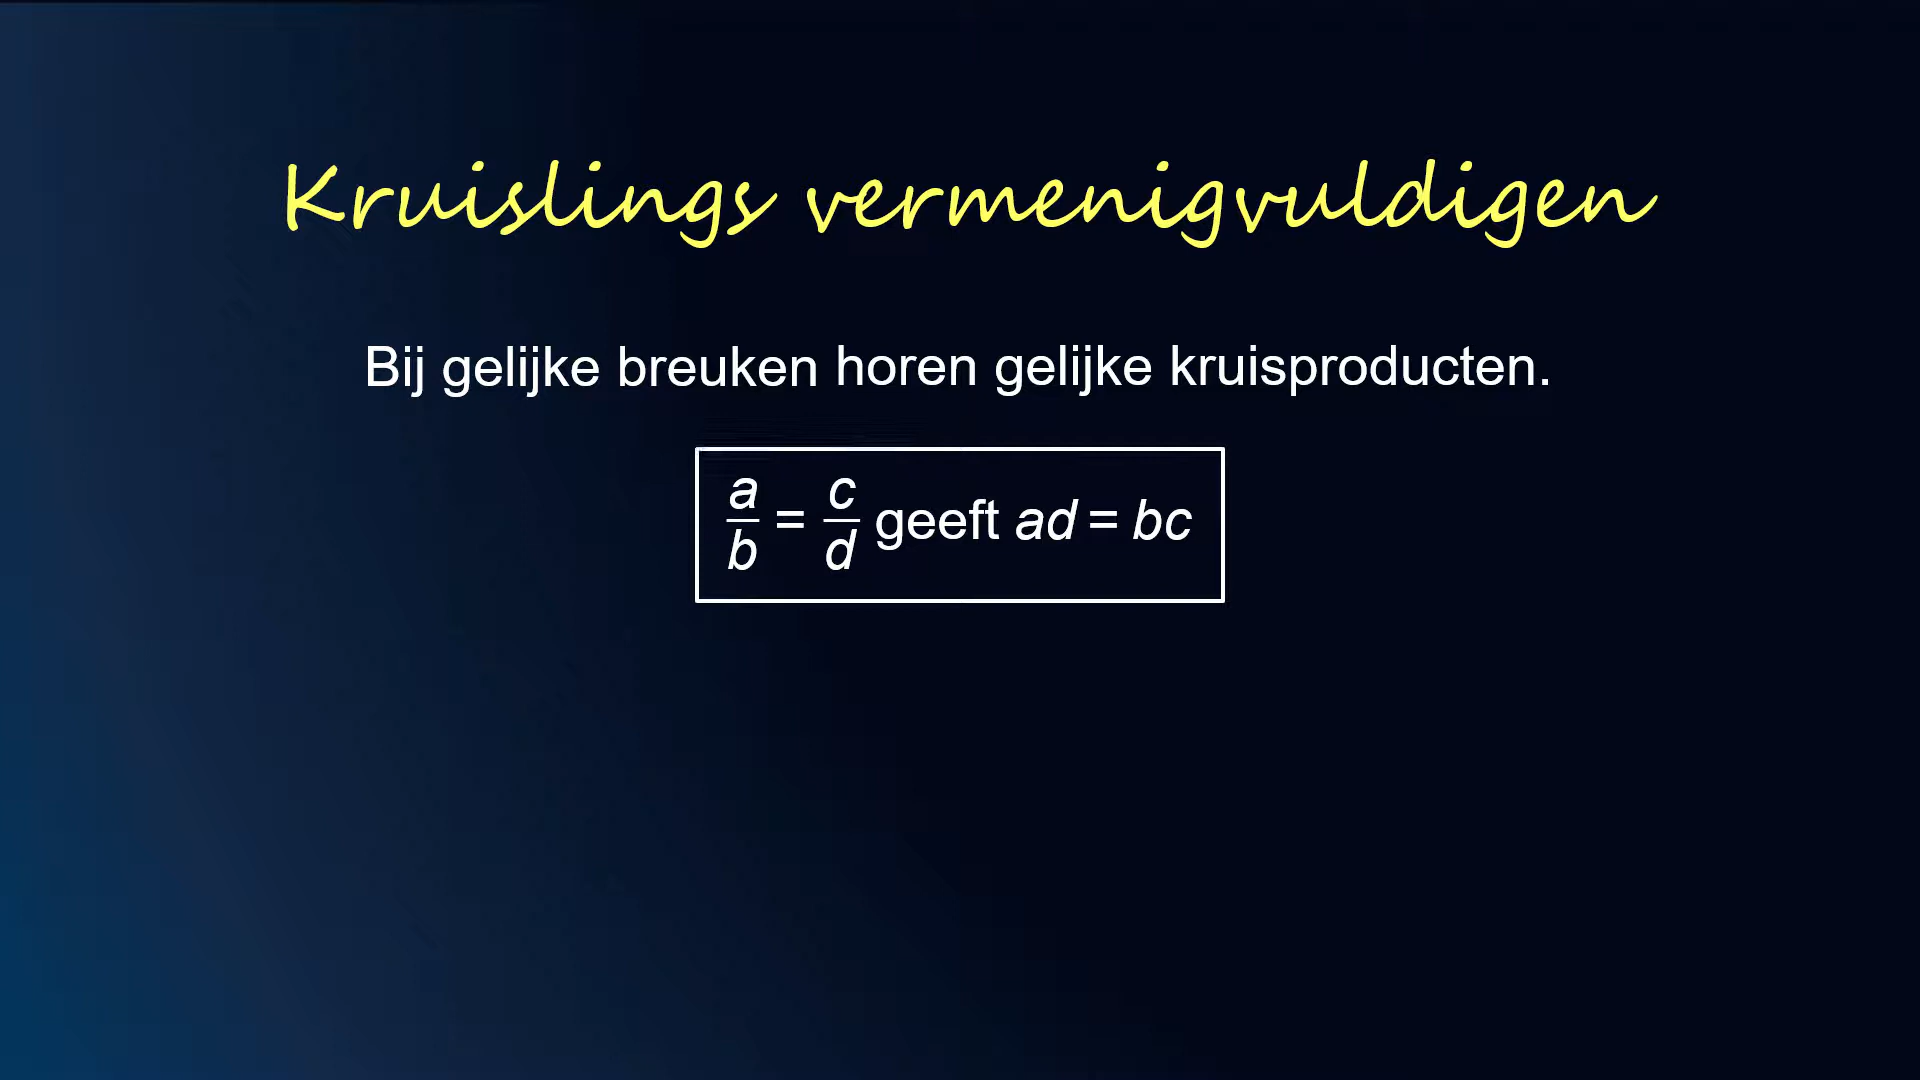 Kruislings vermenigvuldigen
Bij gelijke breuken horen gelijke kruisproducten.
a/b = c/d geeft ad = bc